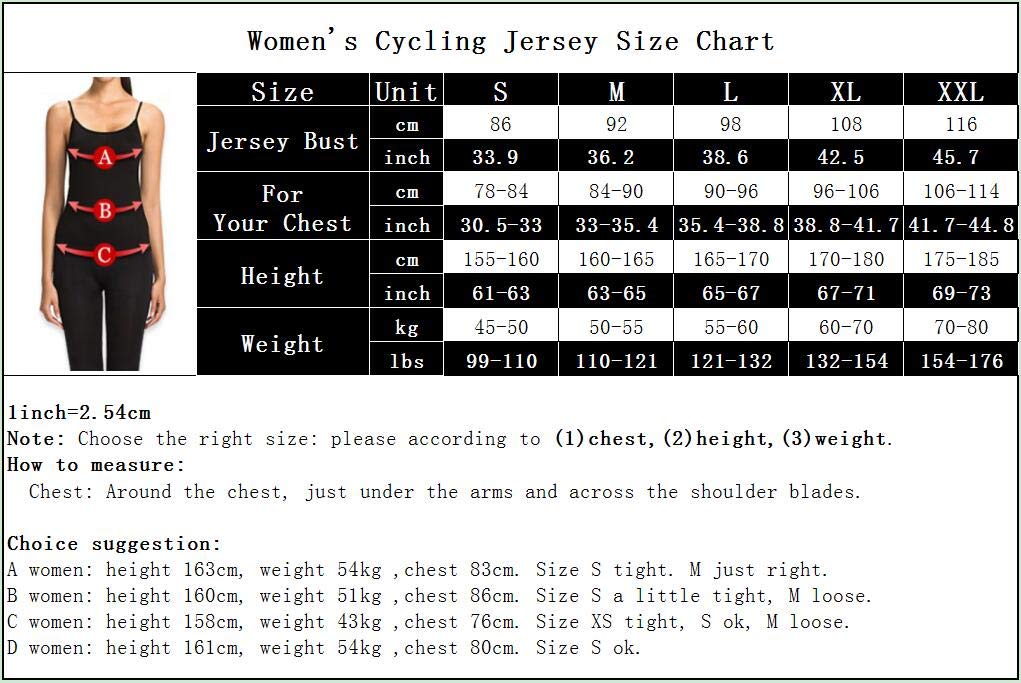 Women's Cycling Jersey Size Chart
Size Unit S M L XL XXL
Jersey Bust cm 86 92 98 108 116
inch 33.9 36.2 38.6 42.5 45.7
For Your Chest cm 78-84 84-90 90-96 96-106 106-114
inch 30.5-33 33-35.4 35.4-38.8 38.8-41.7 41.7-44.8
Height cm 155-160 160-165 165-170 170-180 175-185
inch 61-63 63-65 65-67 67-71 69-73
Weight kg 45-50 50-55 55-60 60-70 70-80
lbs 99-110 110-121 121-132 132-154 154-176
A
B
C
1inch=2.54cm
Note: Choose the right size: please according to (1)chest,(2)height,(3)weight.
How to measure:
Chest: Around the chest, just under the arms and across the shoulder blades.
Choice suggestion:
A women: height 163cm, weight 54kg ,chest 83cm. Size S tight. M just right.
B women: height 160cm, weight 51kg ,chest 86cm. Size S a little tight, M loose.
C women: height 158cm, weight 43kg ,chest 76cm. Size XS tight, S ok, M loose.
D women: height 161cm, weight 54kg ,chest 80cm. Size S ok.